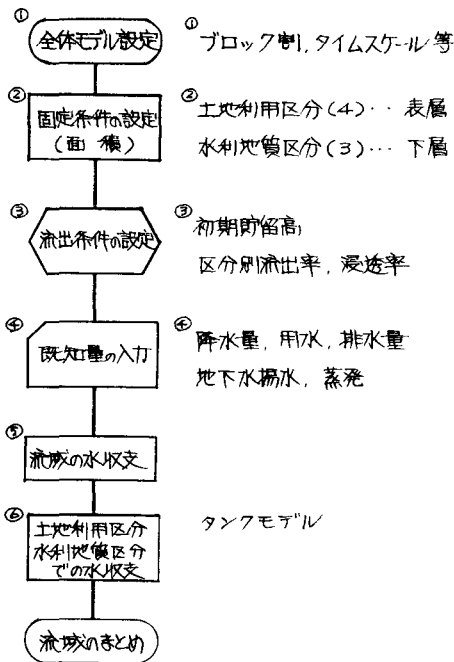 ① 全体モデル設定
① ブロック割, タイムスケール 等
② 固定条件の設定
(面 積)
② 土地利用区分(4)‥ 表層
水利地質区分(3)… 下層
③ 流出条件の設定
③ 初期貯留高,
区分別流出率, 浸透率
④ 既知量の入力
④ 降水量, 用水, 排水量
地下水揚水, 蒸発
⑤ 流域の水収支
⑥ 土地利用区分
水利地質区分
での水収支
タンクモデル
流域のまとめ